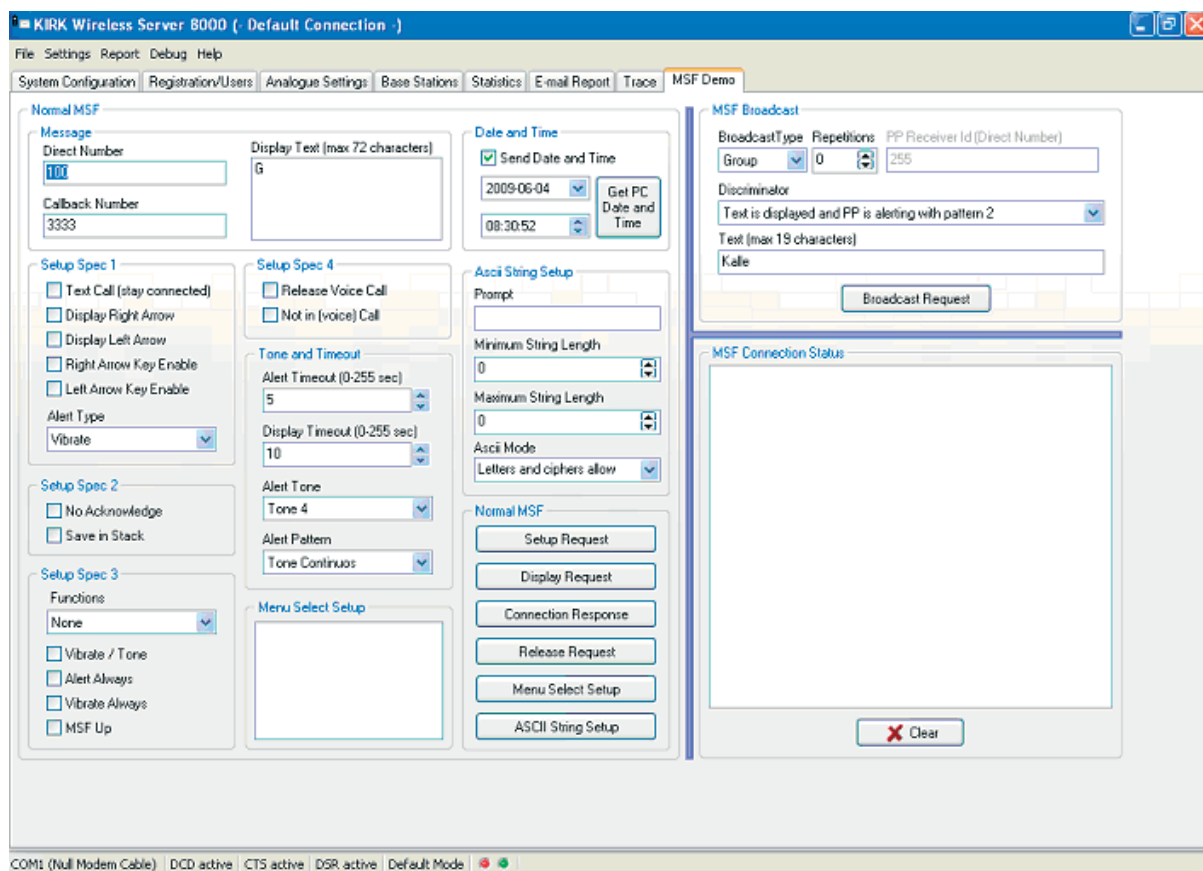 KIRK Wireless Server 8000 (- Default Connection -)
File Settings Report Debug Help
System Configuration Registration/Users Analogue Settings Base Stations Statistics E-mail Report Trace MSF Demo
Normal MSF
Message
Direct Number
100
Callback Number
3333
Display Text (max 72 characters)
G
Date and Time
Send Date and Time
2009-06-04
08:30:52
Get PC
Date and
Time
Setup Spec 1
Text Call (stay connected)
Display Right Arrow
Display Left Arrow
Right Arrow Key Enable
Left Arrow Key Enable
Alert Type
Vibrate
Setup Spec 2
No Acknowledge
Save in Stack
Setup Spec 3
Functions
None
Vibrate / Tone
Alert Always
Vibrate Always
MSF Up
Setup Spec 4
Release Voice Call
Not in (voice) Call
Tone and Timeout
Alert Timeout (0-255 sec)
5
Display Timeout (0-255 sec)
10
Alert Tone
Tone 4
Alert Pattern
Tone Continuos
Menu Select Setup
Ascii String Setup
Prompt
Minimum String Length
0
Maximum String Length
0
Ascii Mode
Letters and ciphers allow
Normal MSF
Setup Request
Display Request
Connection Response
Release Request
Menu Select Setup
ASCII String Setup
MSF Broadcast
BroadcastType Repetitions PP Receiver Id (Direct Number)
Group 0 255
Discriminator
Text is displayed and PP is alerting with pattern 2
Text (max 19 characters)
Kalle
Broadcast Request
MSF Connection Status
Clear
COM1 (Null Modem Cable) DCD active CTS active DSR active Default Mode